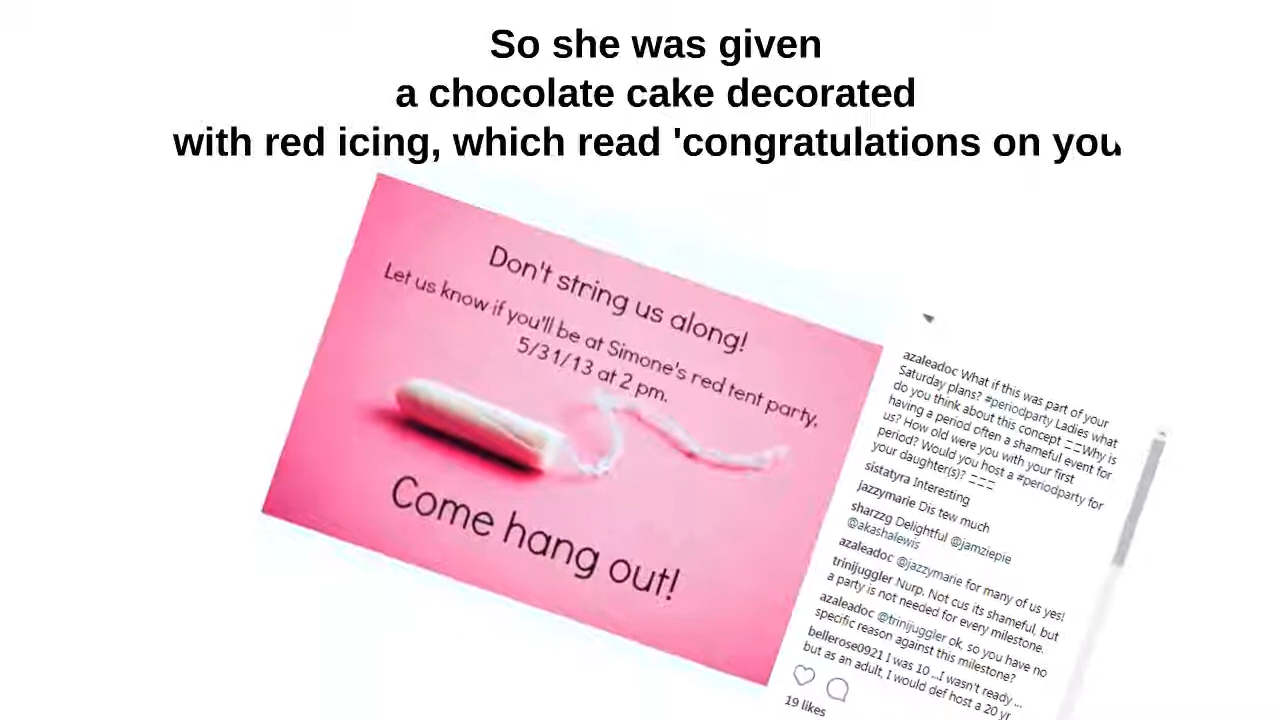 So she was given
a chocolate cake decorated
with red icing, which read 'congratulations on you
Don't string us along!
Let us know if you'll be at Simone's red tent party,
5/31/13 at 2 pm.
Come hang out!
azaleadoc What if this was part of your
Saturday plans? #periodparty Ladies what
do you think about this concept Why is
having a period often a shameful event for
us? How old were you with your first
period? Would you host a #periodparty for
your daughter(s)?
sistatyra Interesting
jazzymarie Dis tew much
sharzzg Delightful @jamziepie
@akashalewis
azaleadoc @jazzymarie for many of us yes!
trinijuggler Nurp. Not cus its shameful, but
a party is not needed for every milestone.
azaleadoc @trinijuggler ok, so you have no
specific reason against this milestone?
bellerose0921 I was 10 ...I wasn't ready ...
but as an adult, I would def host a 20 yr
19 likes